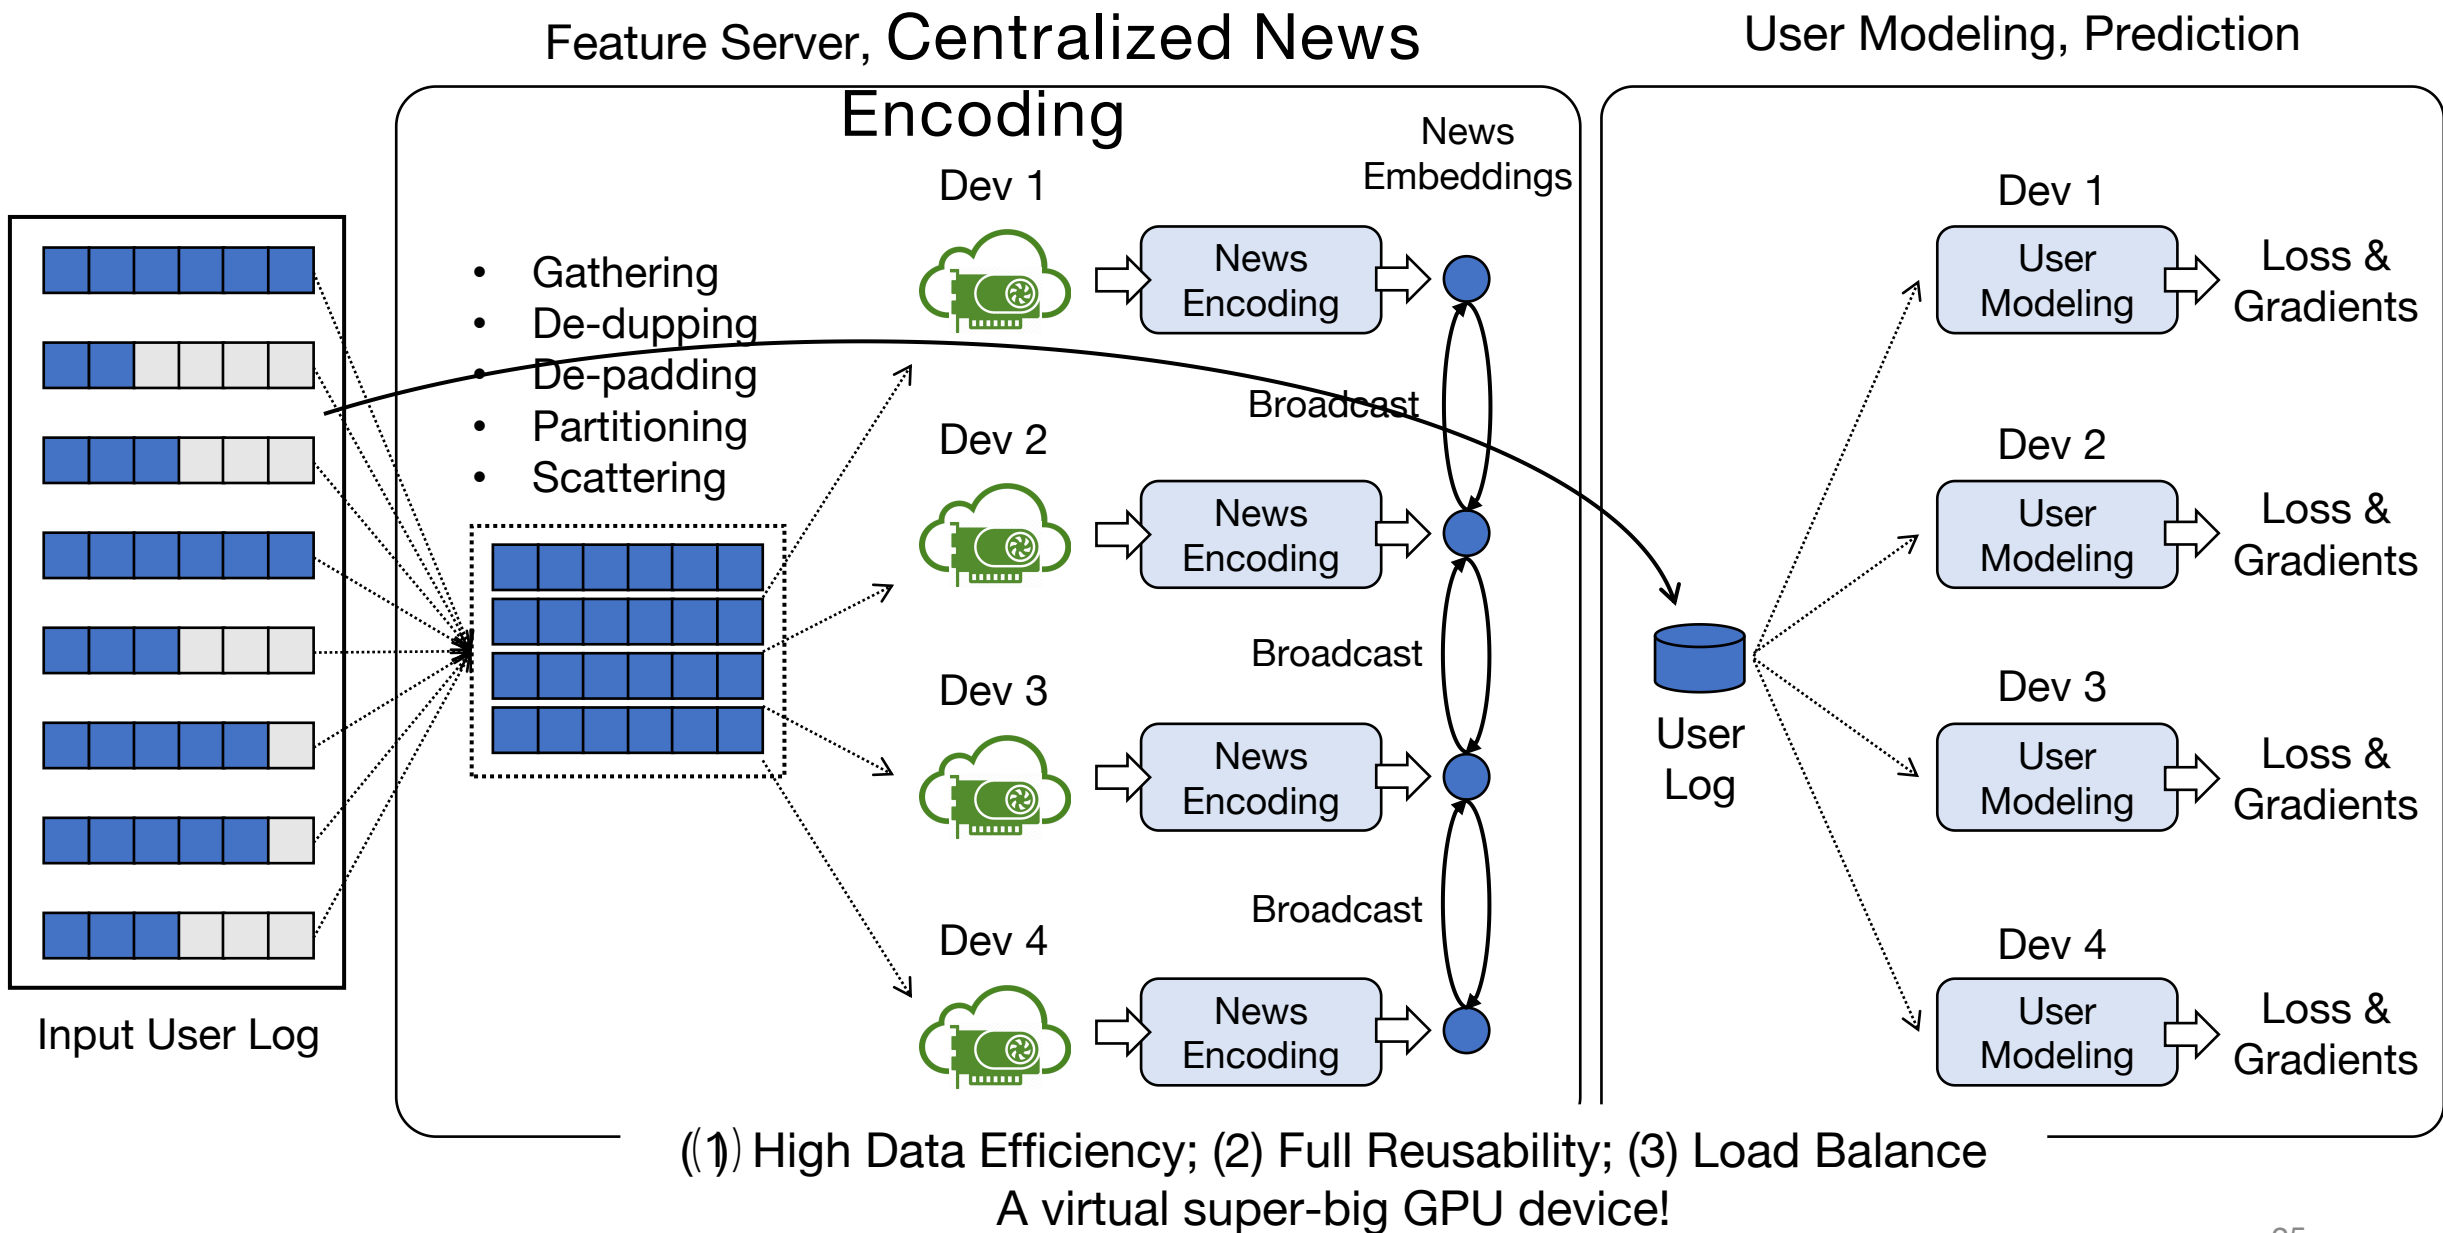 Feature Server, Centralized News
Encoding
User Modeling, Prediction
News
Embeddings
Input User Log
• Gathering
• De-dupping
• De-padding
• Partitioning
• Scattering
Dev 1
News
Encoding
Broadcast
Dev 2
News
Encoding
Broadcast
Dev 3
News
Encoding
Broadcast
Dev 4
News
Encoding
User
Log
Dev 1
User
Modeling
Loss &
Gradients
Dev 2
User
Modeling
Loss &
Gradients
Dev 3
User
Modeling
Loss &
Gradients
Dev 4
User
Modeling
Loss &
Gradients
(1) High Data Efficiency; (2) Full Reusability; (3) Load Balance
A virtual super-big GPU device!